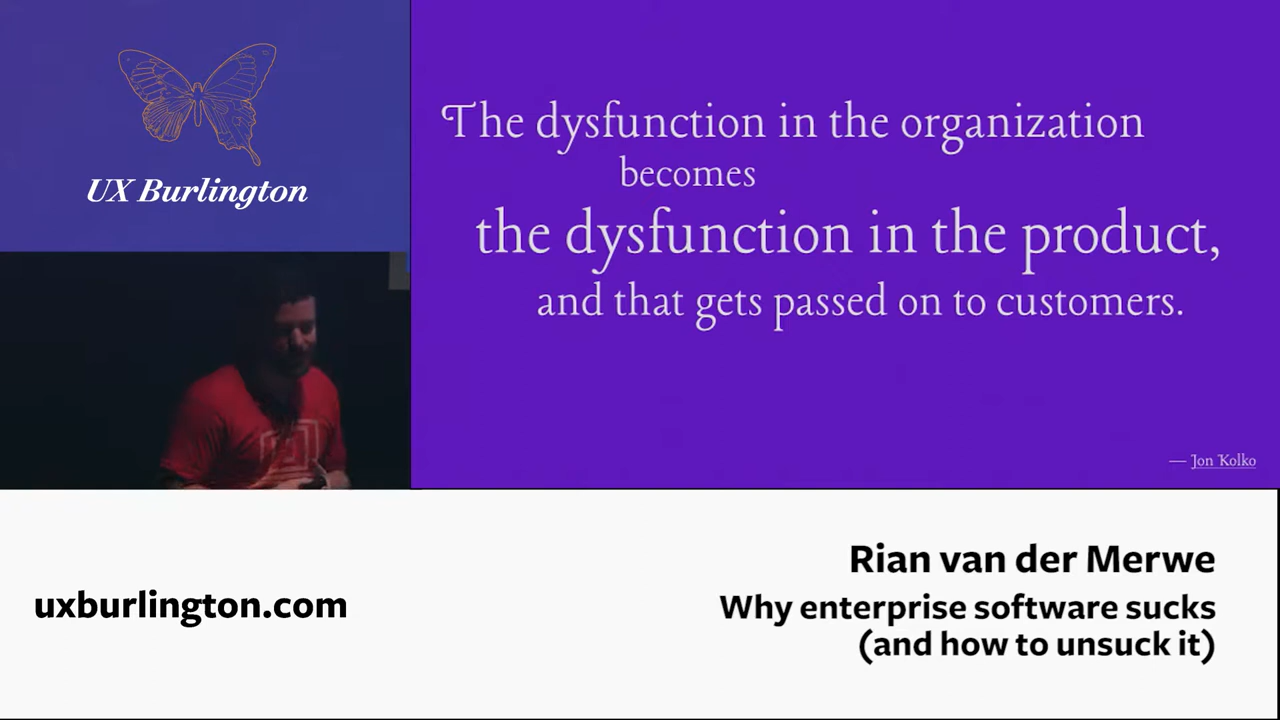 UX Burlington
The dysfunction in the organization
becomes
the dysfunction in the product,
and that gets passed on to customers.
— Jon Kolko
uxburlington.com
Rian van der Merwe
Why enterprise software sucks
(and how to unsuck it)